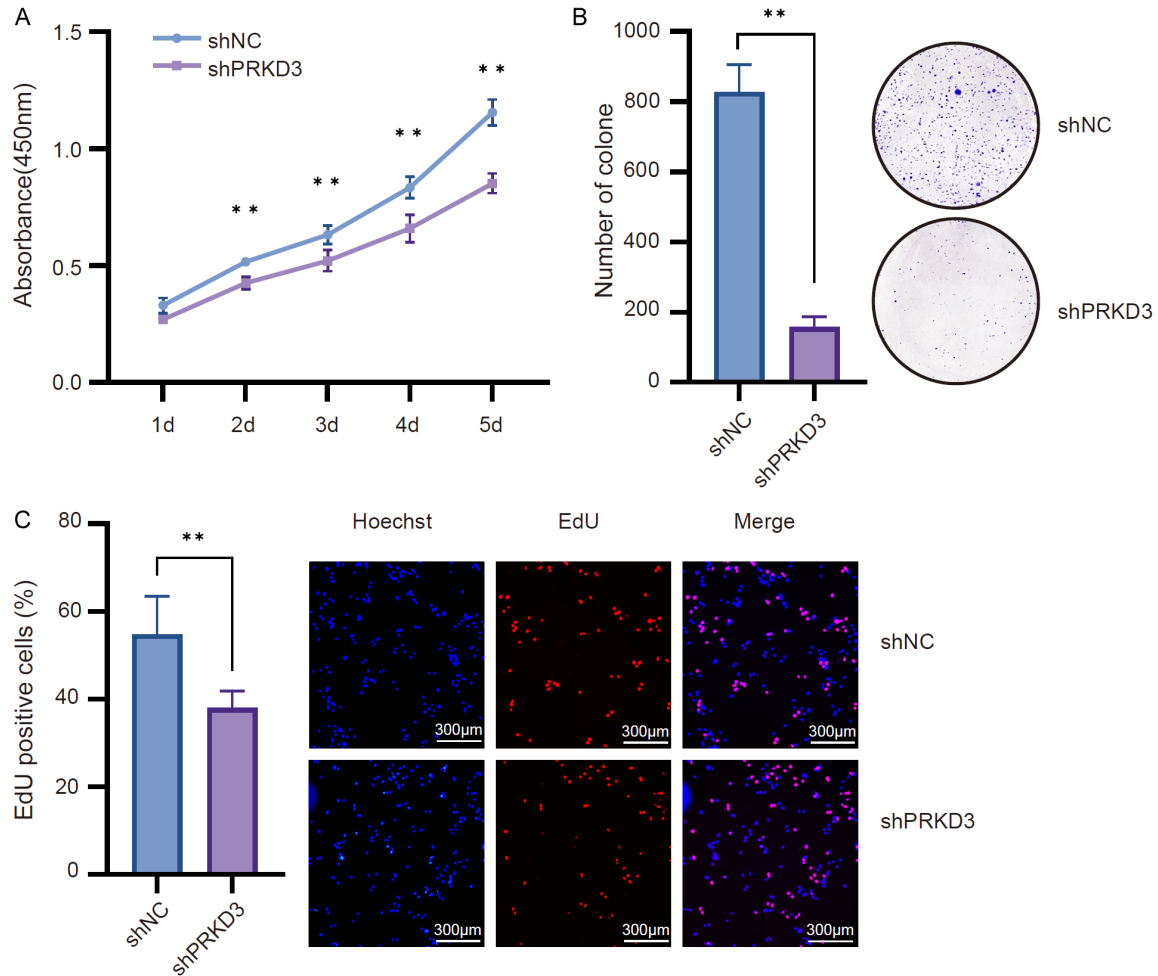 A
Absorbance(450nm)
1.5
1.0
0.5
0.0
shNC
shPRKD3
**
**
**
**
1d 2d 3d 4d 5d
B
Number of colone
1000
800
600
400
200
0
**
shNC
shPRKD3
shNC
shPRKD3
C
EdU positive cells (%)
80
60
40
20
0
**
shNC
shPRKD3
Hoechst EdU Merge
300μm 300μm 300μm
shNC
300μm 300μm 300μm
shPRKD3